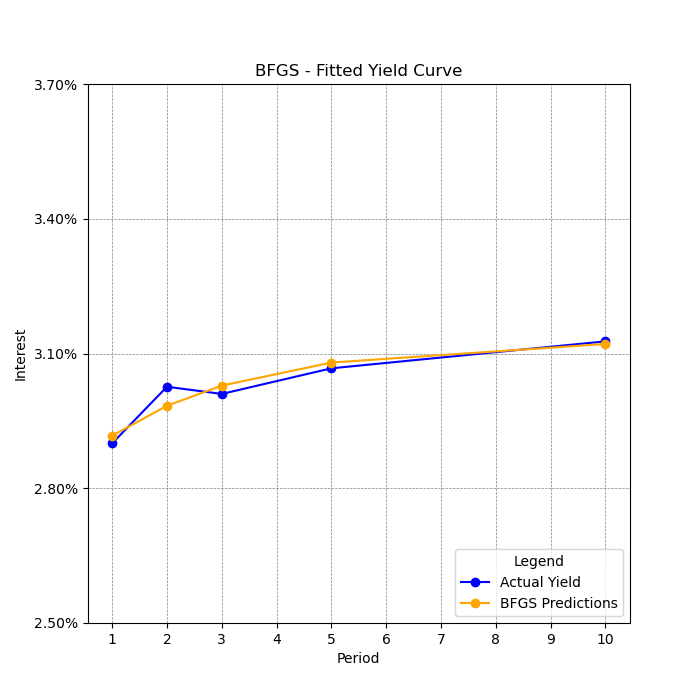 BFGS - Fitted Yield Curve
3.70%
3.40%
3.10%
2.80%
2.50%
Interest
1 2 3 4 5 6 7 8 9 10
Period
Legend
Actual Yield
BFGS Predictions